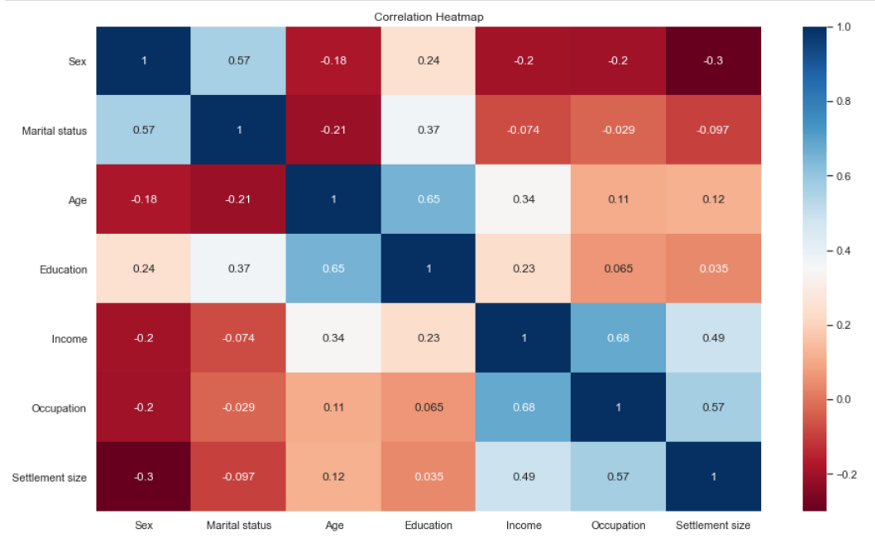 Correlation Heatmap
Sex 1 0.57 -0.18 0.24 -0.2 -0.2 -0.3
Marital status 0.57 1 -0.21 0.37 -0.074 -0.029 -0.097
Age -0.18 -0.21 1 0.65 0.34 0.11 0.12
Education 0.24 0.37 0.65 1 0.23 0.065 0.035
Income -0.2 -0.074 0.34 0.23 1 0.68 0.49
Occupation -0.2 -0.029 0.11 0.065 0.68 1 0.57
Settlement size -0.3 -0.097 0.12 0.035 0.49 0.57 1
Sex Marital status Age Education Income Occupation Settlement size
1.0
0.8
0.6
0.4
0.2
0.0
-0.2